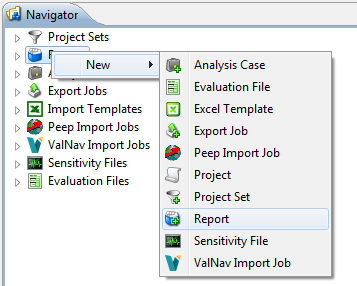 Navigator
Project Sets
New
Export Jobs
Import Templates
Peep Import Jobs
ValNav Import Jobs
Sensitivity Files
Evaluation Files
Analysis Case
Evaluation File
Excel Template
Export Job
Peep Import Job
Project
Project Set
Report
Sensitivity File
ValNav Import Job